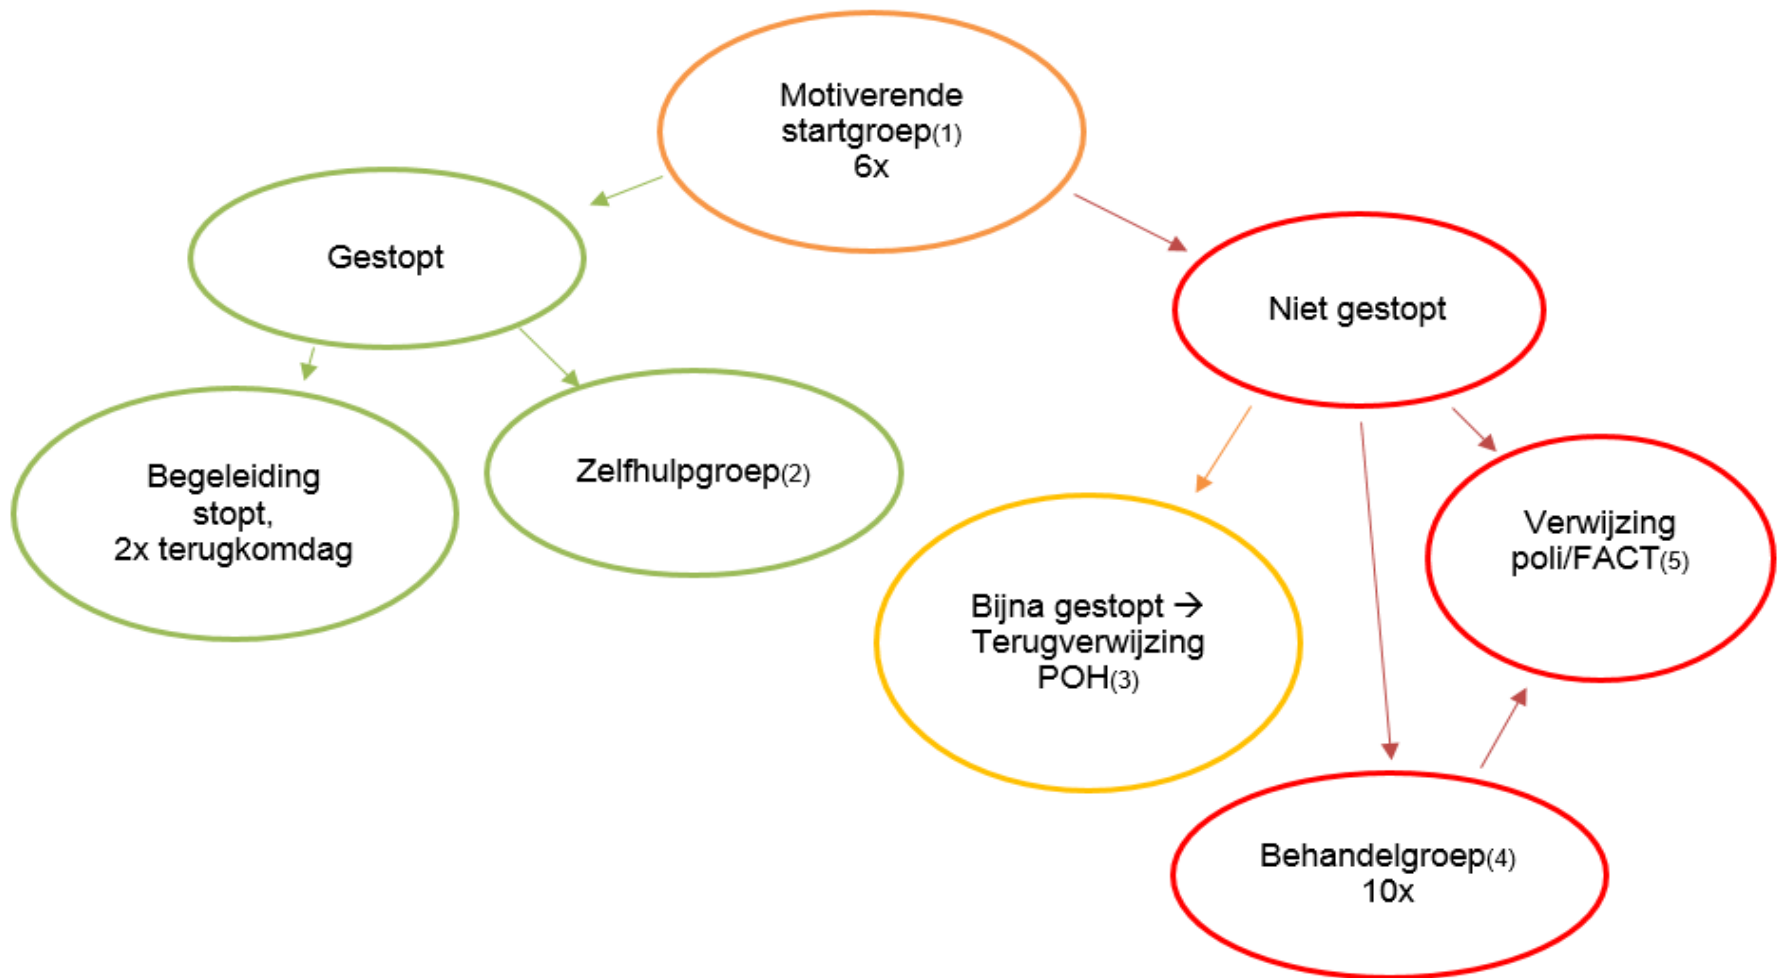 Motiverende
startgroep(1)
6x
Gestopt
Niet gestopt
Begeleiding
stopt,
2x terugkomdag
Zelfhulpgroep(2)
Bijna gestopt →
Terugverwijzing
POH(3)
Verwijzing
poli/FACT(5)
Behandelgroep(4)
10x